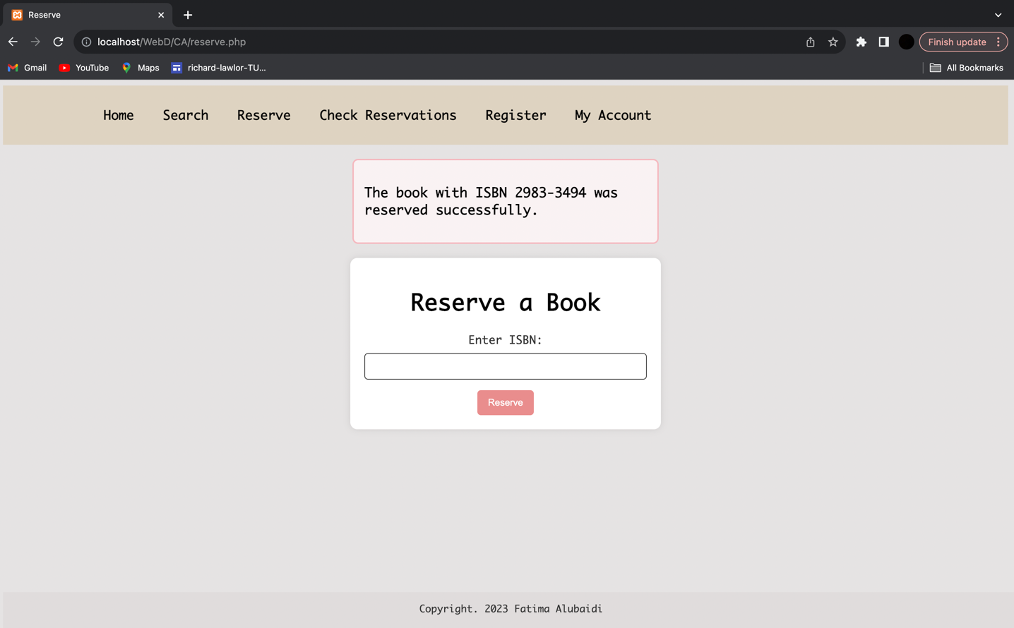 Reserve
localhost/WebD/CA/reserve.php
Finish update
Gmail YouTube Maps richard-lawlor-TU... All Bookmarks
Home Search Reserve Check Reservations Register My Account
The book with ISBN 2983-3494 was
reserved successfully.
Reserve a Book
Enter ISBN:
Reserve
Copyright. 2023 Fatima Alubaidi